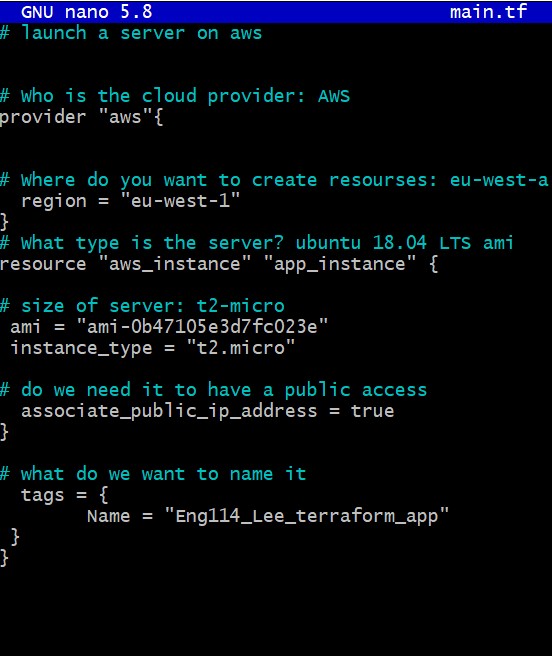 GNU nano 5.8 main.tf
# launch a server on aws
# Who is the cloud provider: AWS
provider "aws"{
# Where do you want to create resourses: eu-west-a
region = "eu-west-1"
}
# What type is the server? ubuntu 18.04 LTS ami
resource "aws_instance" "app_instance" {
# size of server: t2-micro
ami = "ami-0b47105e3d7fc023e"
instance_type = "t2.micro"
# do we need it to have a public access
associate_public_ip_address = true
}
# what do we want to name it
tags = {
Name = "Eng114_Lee_terraform_app"
}
}